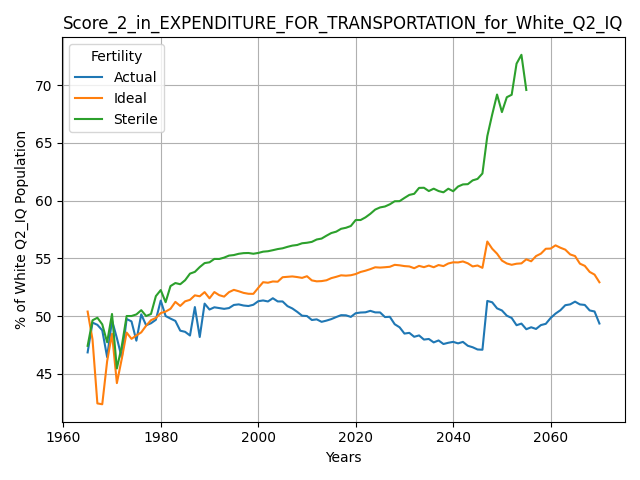 Score_2_in_EXPENDITURE_FOR_TRANSPORTATION_for_White_Q2_IQ
Fertility
Actual
Ideal
Sterile
% of White Q2_IQ Population
70
65
60
55
50
45
1960 1980 2000 2020 2040 2060
Years